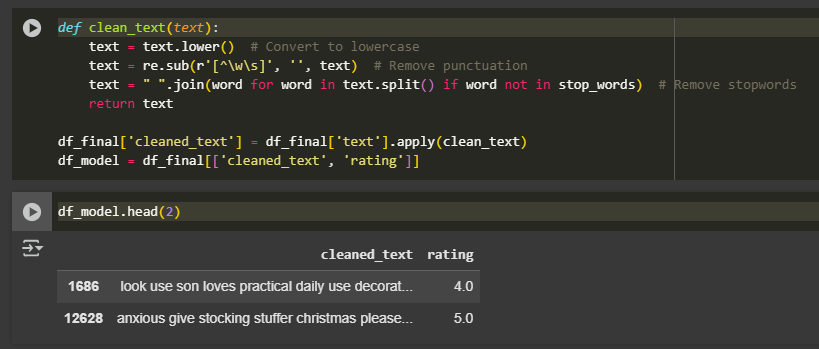 def clean_text(text):
    text = text.lower()  # Convert to lowercase
    text = re.sub(r'[^\w\s]', '', text)  # Remove punctuation
    text = " ".join(word for word in text.split() if word not in stop_words)  # Remove stopwords
    return text
df_final['cleaned_text'] = df_final['text'].apply(clean_text)
df_model = df_final[['cleaned_text', 'rating']]
df_model.head(2)
cleaned_text rating
1686 look use son loves practical daily use decorat... 4.0
12628 anxious give stocking stuffer christmas please... 5.0